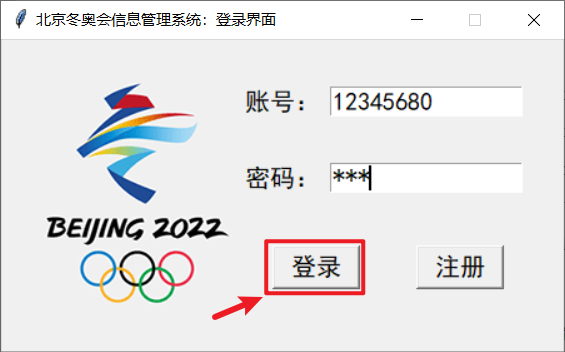 北京冬奥会信息管理系统：登录界面
账号： 12345680
密码： ***
BEIJING 2022
登录 注册